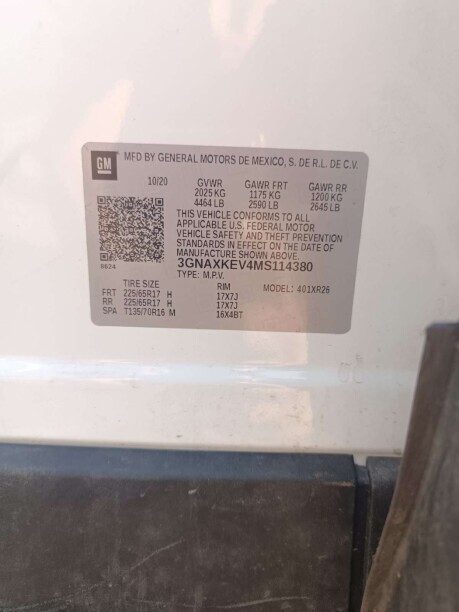 GM MFD BY GENERAL MOTORS DE MEXICO, S. DE R.L. DE C.V.
10/20 GVWR GAWR FRT GAWR RR
2025 KG 1175 KG 1200 KG
4464 LB 2590 LB 2645 LB
THIS VEHICLE CONFORMS TO ALL
APPLICABLE U.S. FEDERAL MOTOR
VEHICLE SAFETY AND THEFT PREVENTION
STANDARDS IN EFFECT ON THE DATE OF
MANUFACTURE SHOWN ABOVE.
3GNAXKEV4MS114380
0624 TYPE: M.P.V.
TIRE SIZE RIM MODEL: 401XR26
FRT 225/65R17 H 17X7J
RR 225/65R17 H 17X7J
SPA T135/70R16 M 16X4BT